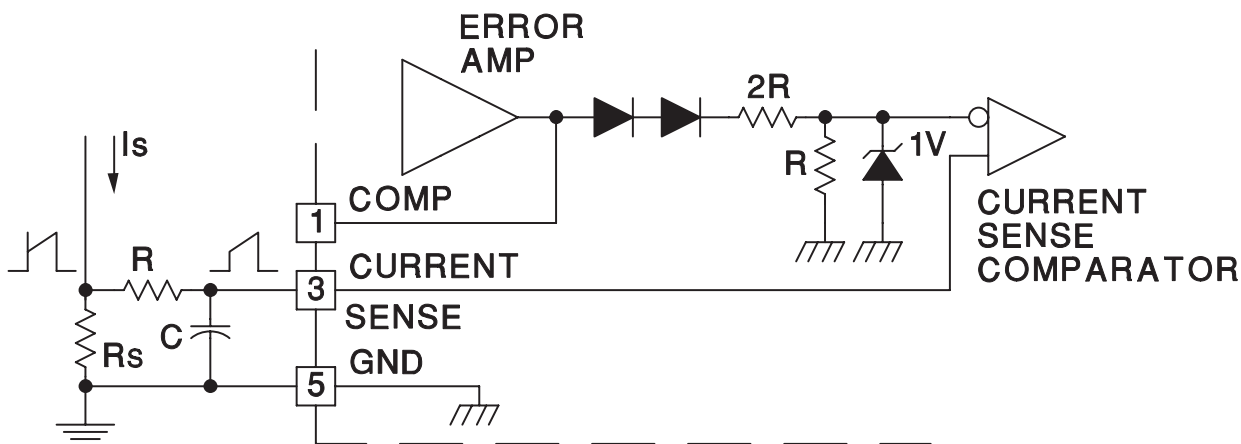 ERROR
AMP
2R
Is
R
1V
COMP
1
CURRENT
SENSE
COMPARATOR
R
CURRENT
3
SENSE
C
Rs
GND
5